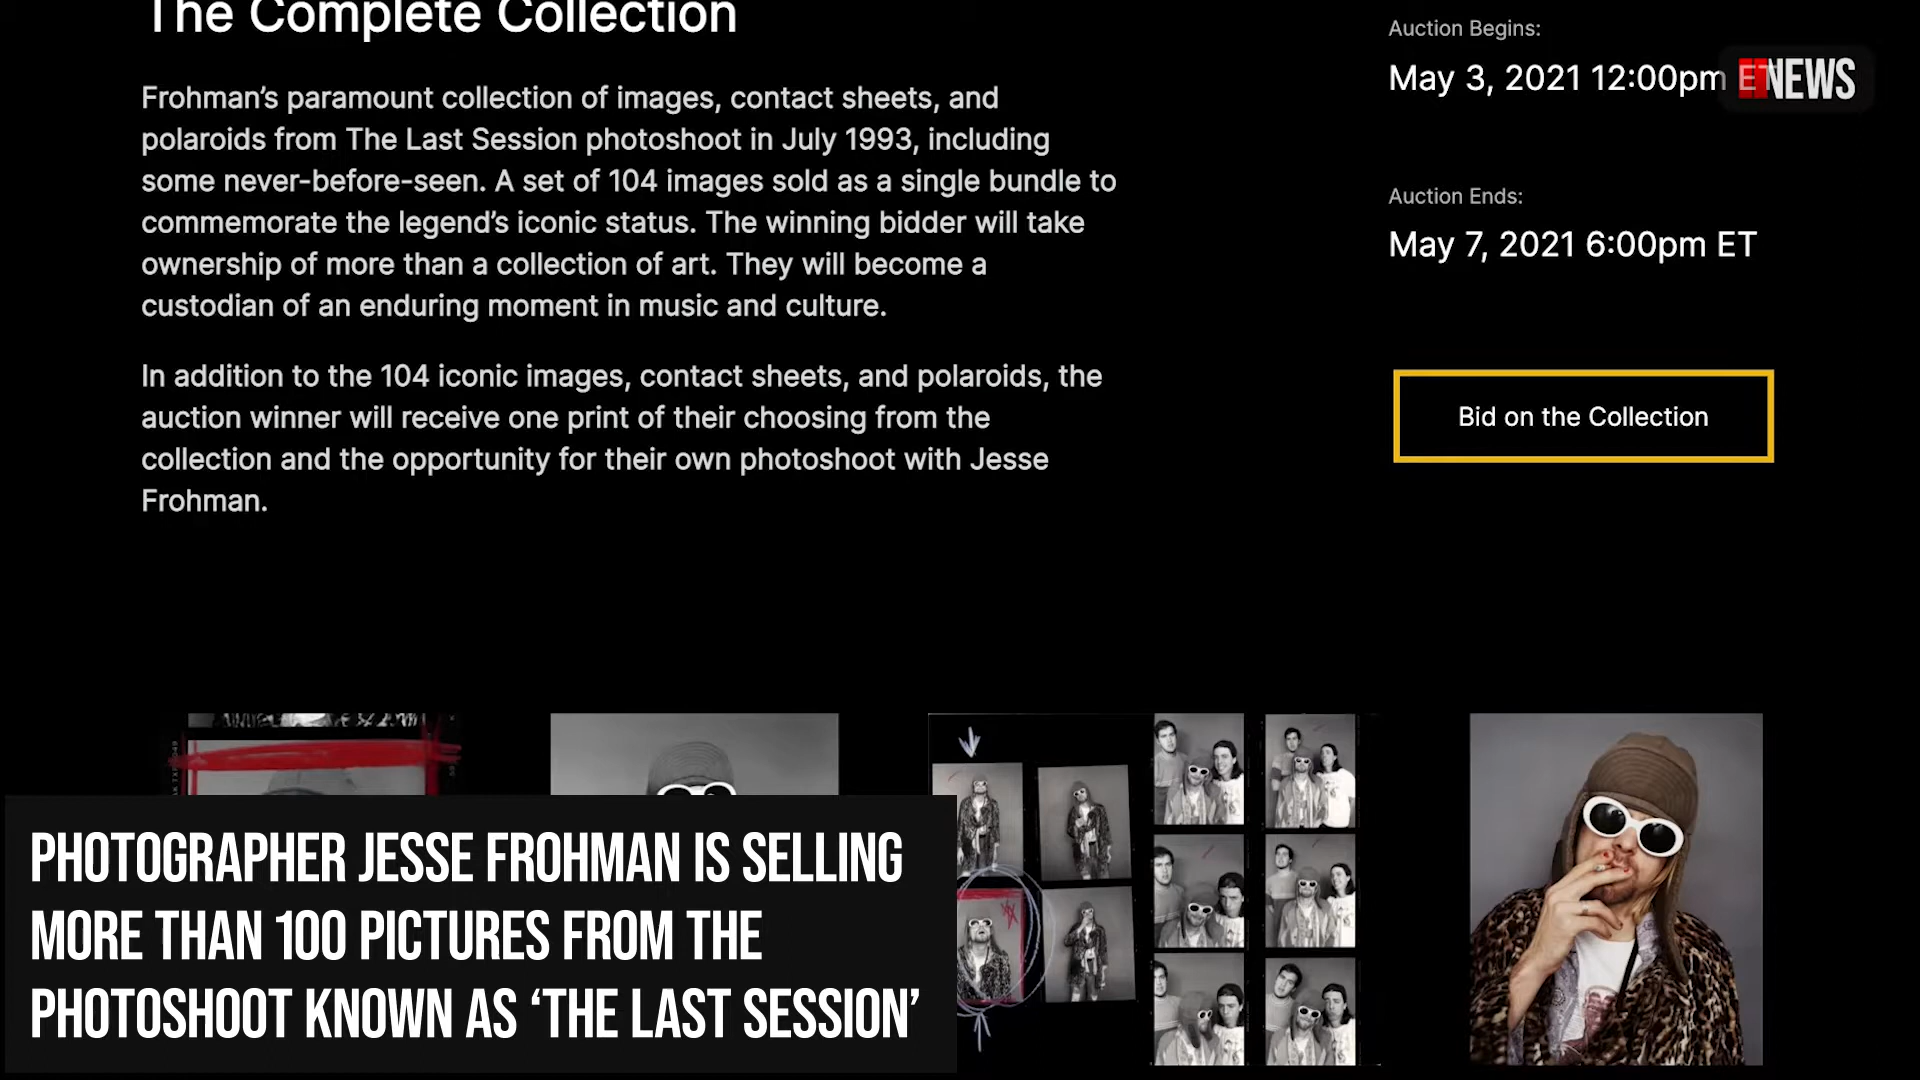 The Complete Collection
Frohman's paramount collection of images, contact sheets, and
polaroids from The Last Session photoshoot in July 1993, including
some never-before-seen. A set of 104 images sold as a single bundle to
commemorate the legend's iconic status. The winning bidder will take
ownership of more than a collection of art. They will become a
custodian of an enduring moment in music and culture.
In addition to the 104 iconic images, contact sheets, and polaroids, the
auction winner will receive one print of their choosing from the
collection and the opportunity for their own photoshoot with Jesse
Frohman.
Auction Begins:
May 3, 2021 12:00pm ET
NEWS
Auction Ends:
May 7, 2021 6:00pm ET
Bid on the Collection
PHOTOGRAPHER JESSE FROHMAN IS SELLING
MORE THAN 100 PICTURES FROM THE
PHOTOSHOOT KNOWN AS ‘THE LAST SESSION’